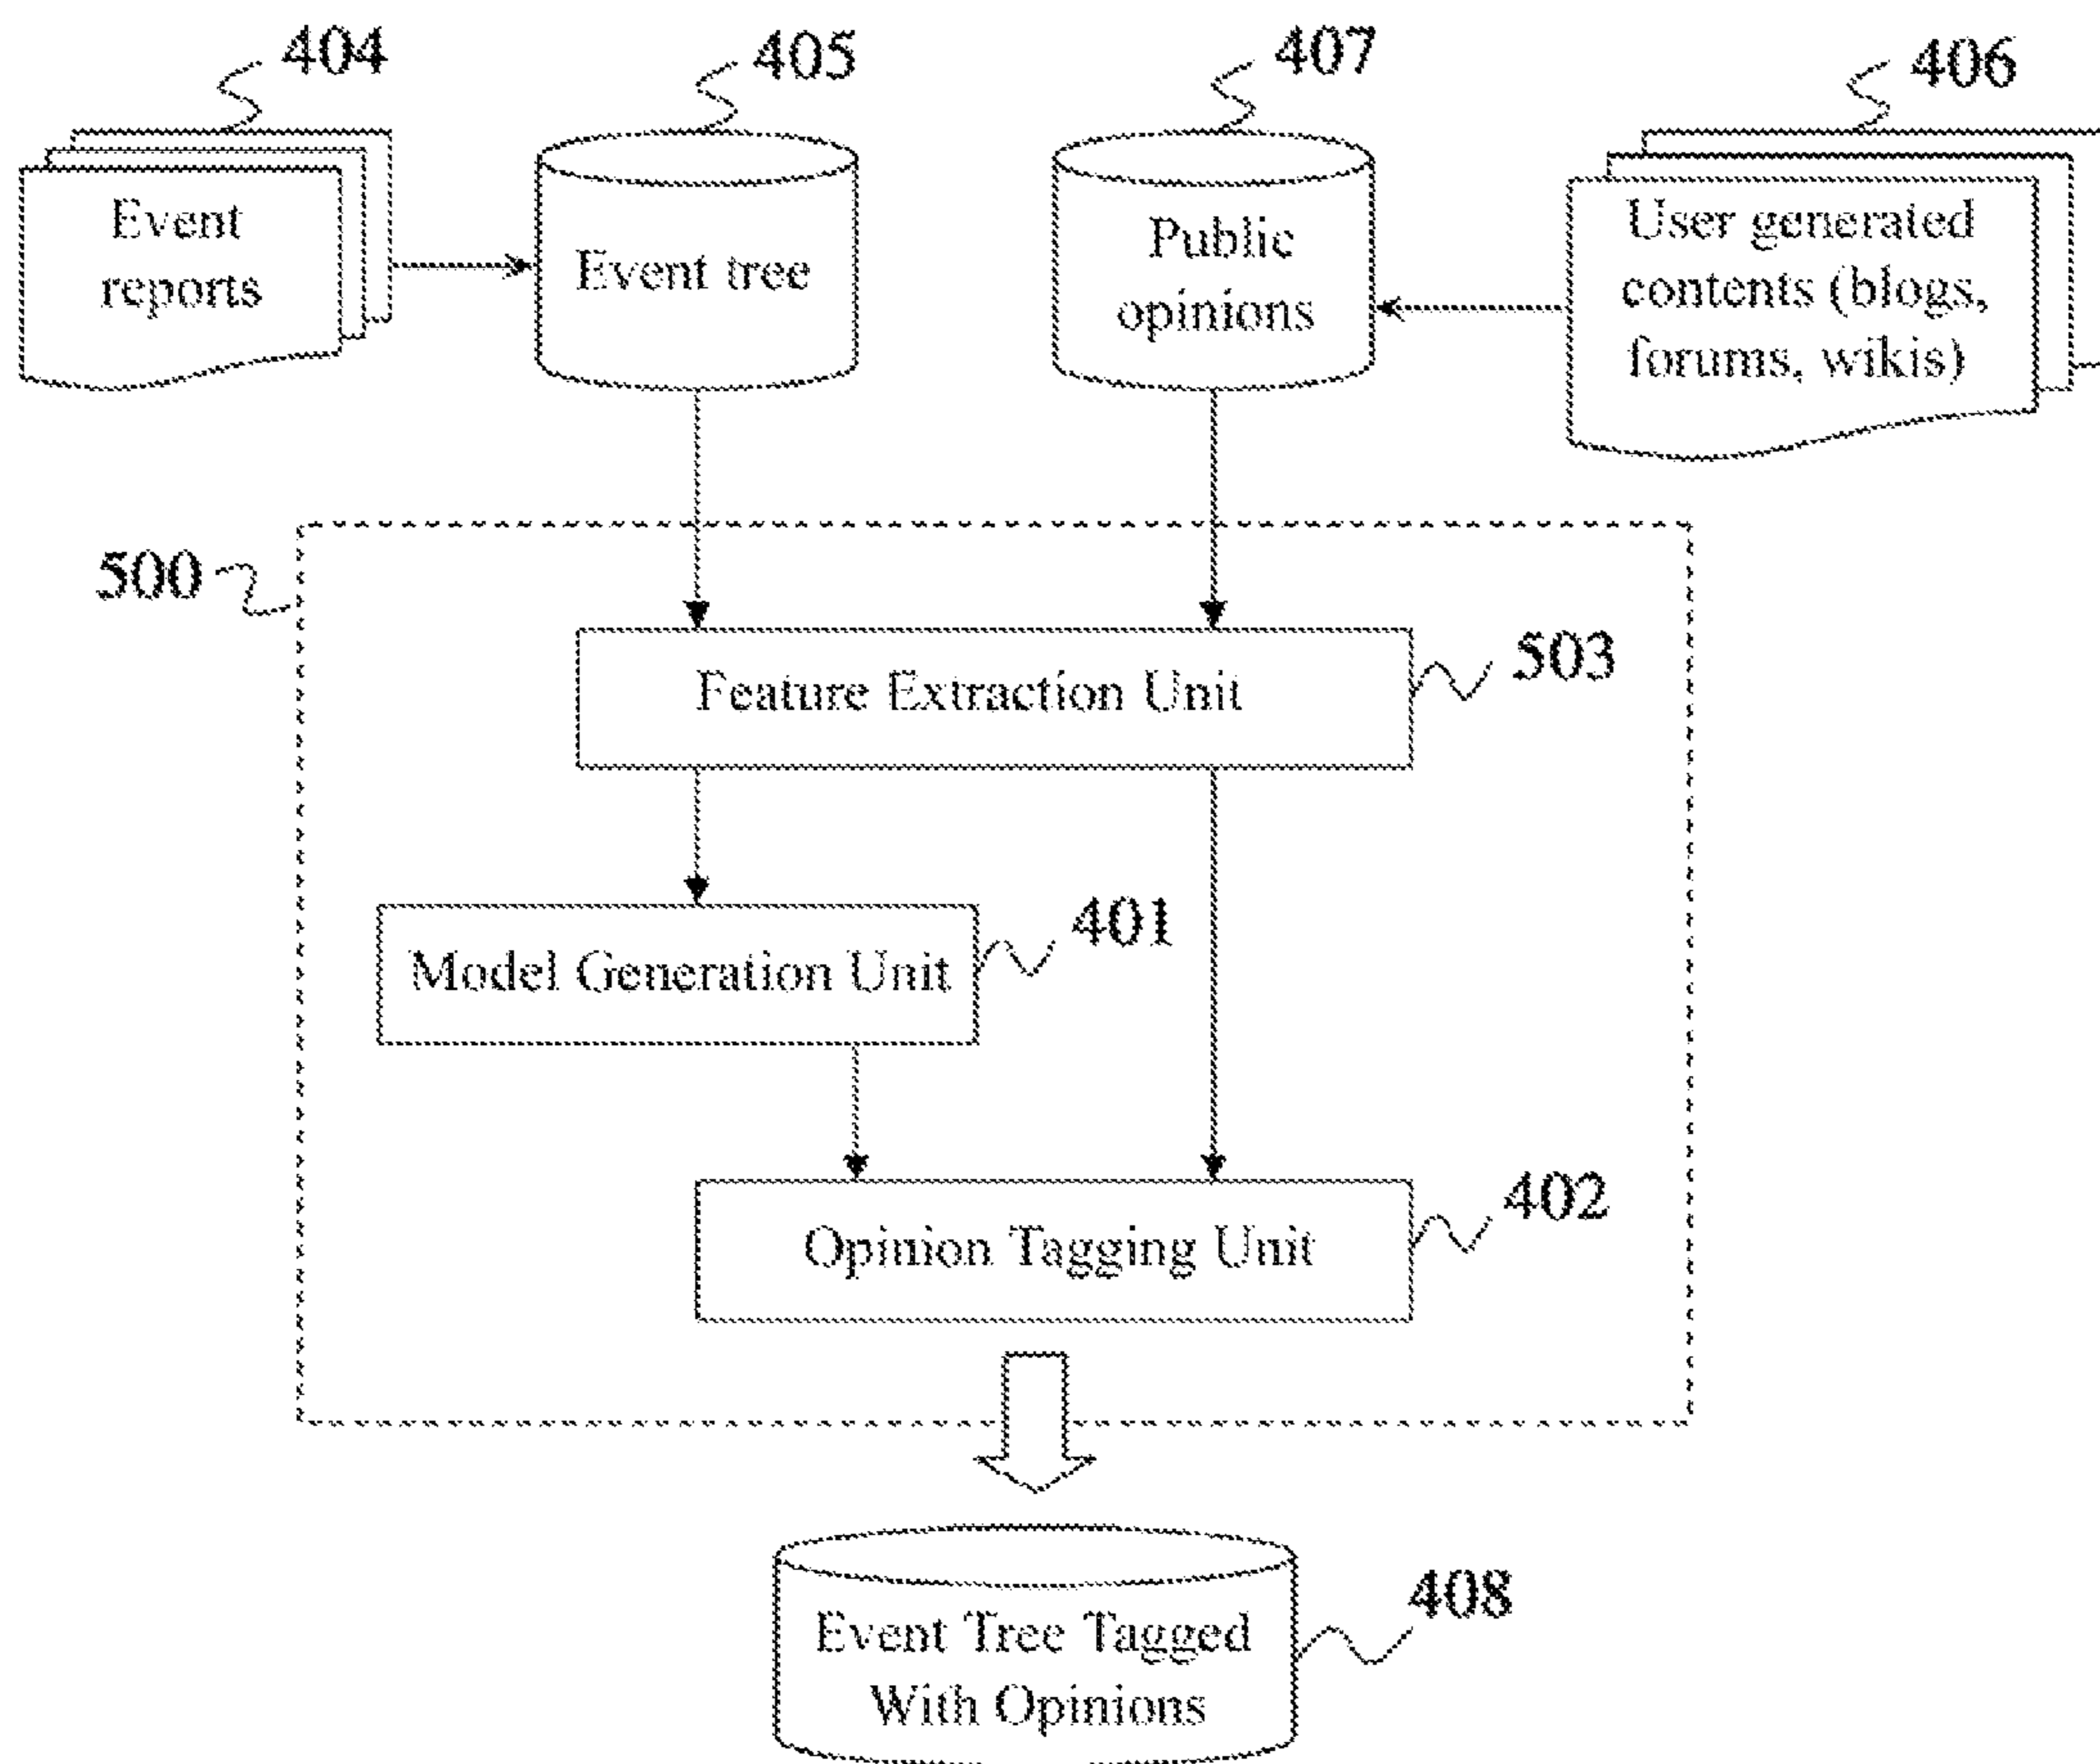 404
405
407
406
Event
reports
Event tree
Public
opinions
User generated
contents (blogs,
forums, wikis)
500
503
Feature Extraction Unit
401
Model Generation Unit
402
Opinion Tagging Unit
408
Event Tree Tagged
With Opinions